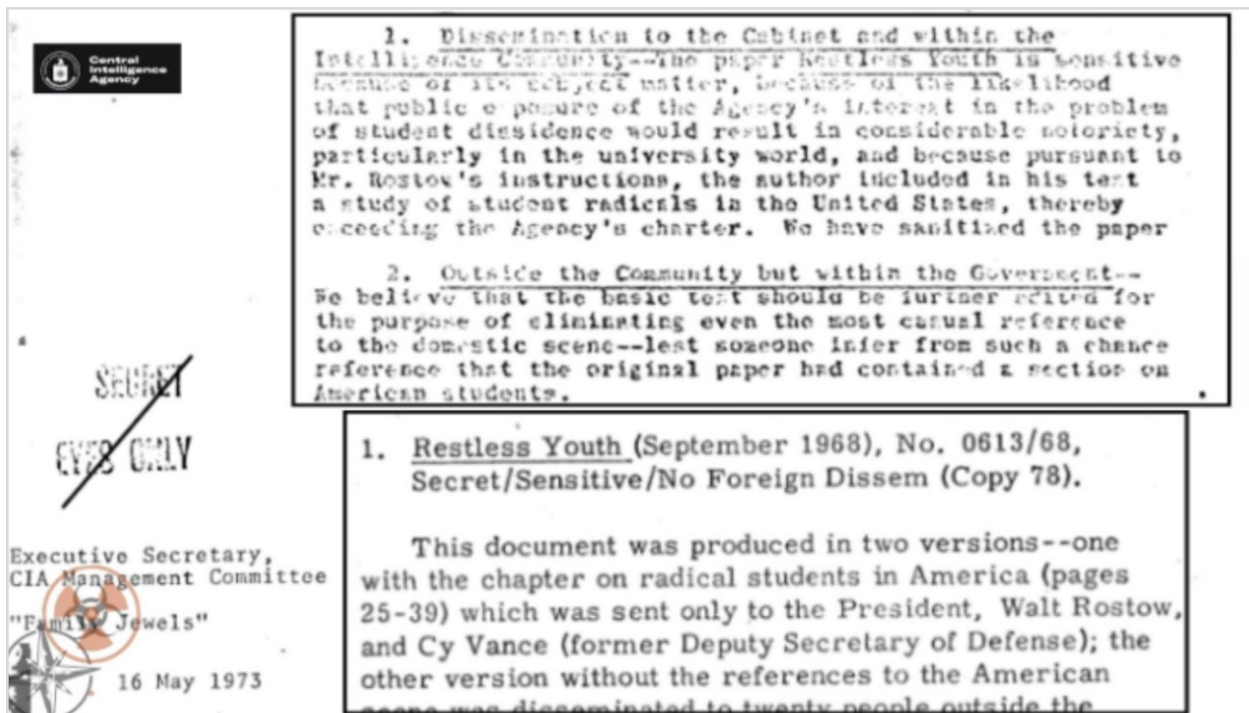 Central
Intelligence
Agency
1. Dissemination to the Cabinet and within the
Intelligence Community--The paper Restless Youth is sensitive
because of its subject matter, because of the likelihood
that public exposure of the Agency's interest in the problem
of student dissidence would result in considerable notoriety,
particularly in the university world, and because pursuant to
Mr. Rostow's instructions, the author included in his text
a study of student radicals in the United States, thereby
exceeding the Agency's charter. We have sanitized the paper
2. Outside the Community but within the Government--
We believe that the basic text should be further edited for
the purpose of eliminating even the most casual reference
to the domestic scene--lest someone infer from such a chance
reference that the original paper had contained a section on
American students.
SECRET
EYES ONLY
1. Restless Youth (September 1968), No. 0613/68,
Secret/Sensitive/No Foreign Dissem (Copy 78).
This document was produced in two versions--one
with the chapter on radical students in America (pages
25-39) which was sent only to the President, Walt Rostow,
and Cy Vance (former Deputy Secretary of Defense); the
other version without the references to the American
scene was disseminated to twenty people outside the
Executive Secretary,
CIA Management Committee
"Family Jewels"
16 May 1973